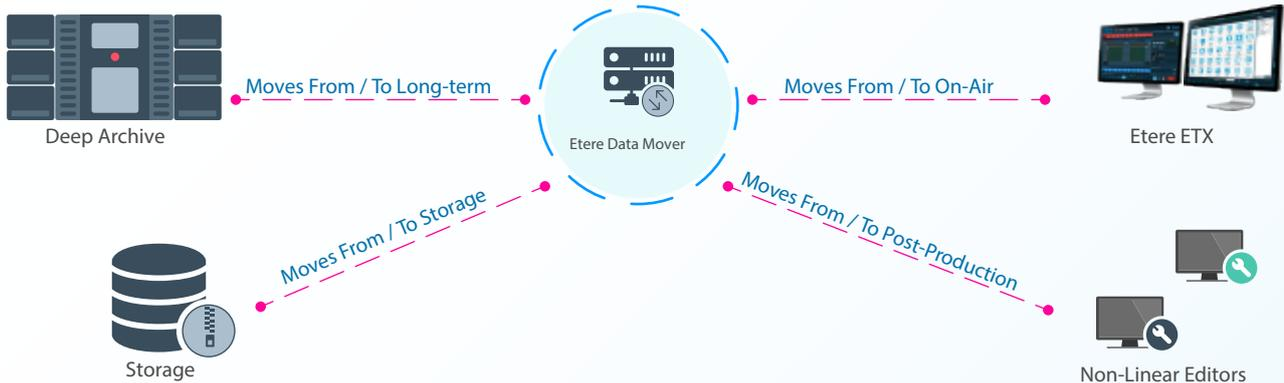 Moves From / To Long-term
Moves From / To On-Air
Deep Archive
Etere Data Mover
Etere ETX
Moves From / To Storage
Moves From / To Post-Production
Storage
Non-Linear Editors